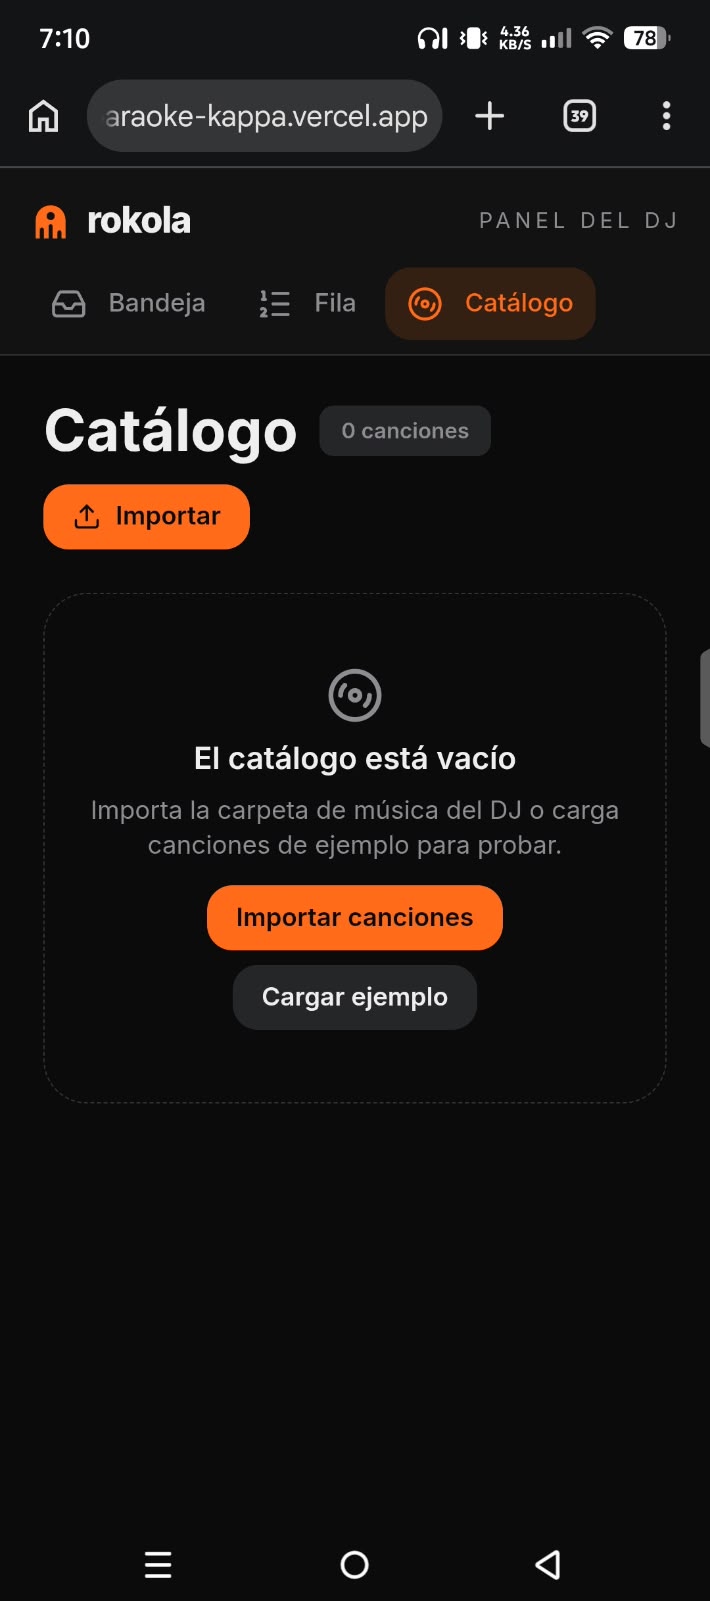 7:10
4.36
KB/S
78
araoke-kappa.vercel.app
39
rokola
PANEL DEL DJ
Bandeja
1
2
Fila
Catálogo
Catálogo
0 canciones
Importar
El catálogo está vacío
Importa la carpeta de música del DJ o carga
canciones de ejemplo para probar.
Importar canciones
Cargar ejemplo